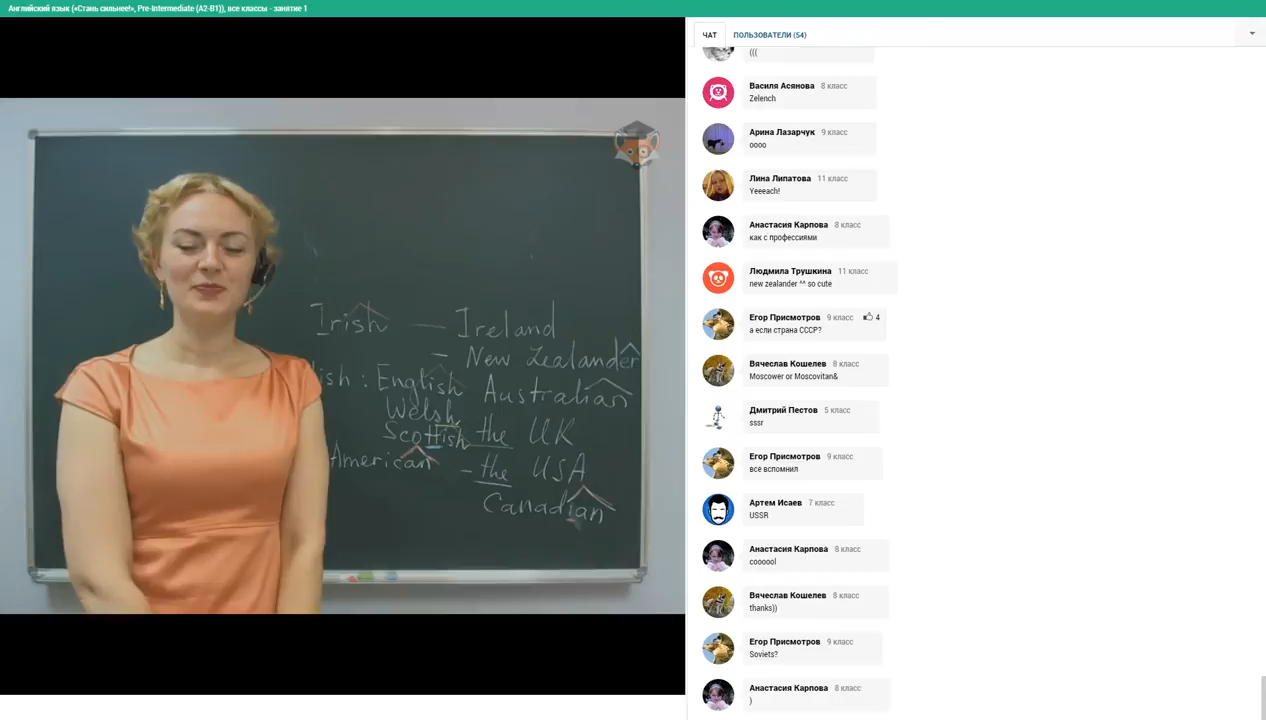 Английский язык («Стань сильнее!», Pre-Intermediate (A2-B1)), все классы - занятие 1
Irish — Ireland
– New Zealander
ish : English Australian
Welsh
Scottish the UK
American – the USA
Canadian
ЧАТ
ПОЛЬЗОВАТЕЛИ (54)
(((
Василя Асянова 8 класс
Zelench
Арина Лазарчук 9 класс
оооо
Лина Липатова 11 класс
Yeeeach!
Анастасия Карпова 8 класс
как с профессиями
Людмила Трушкина 11 класс
new zealander ^^ so cute
Егор Присмотров 9 класс 4
а если страна СССР?
Вячеслав Кошелев 8 класс
Moscower or Moscovitan&
Дмитрий Пестов 5 класс
sssr
Егор Присмотров 9 класс
все вспомнил
Артем Исаев 7 класс
USSR
Анастасия Карпова 8 класс
coooool
Вячеслав Кошелев 8 класс
thanks))
Егор Присмотров 9 класс
Soviets?
Анастасия Карпова 8 класс
)